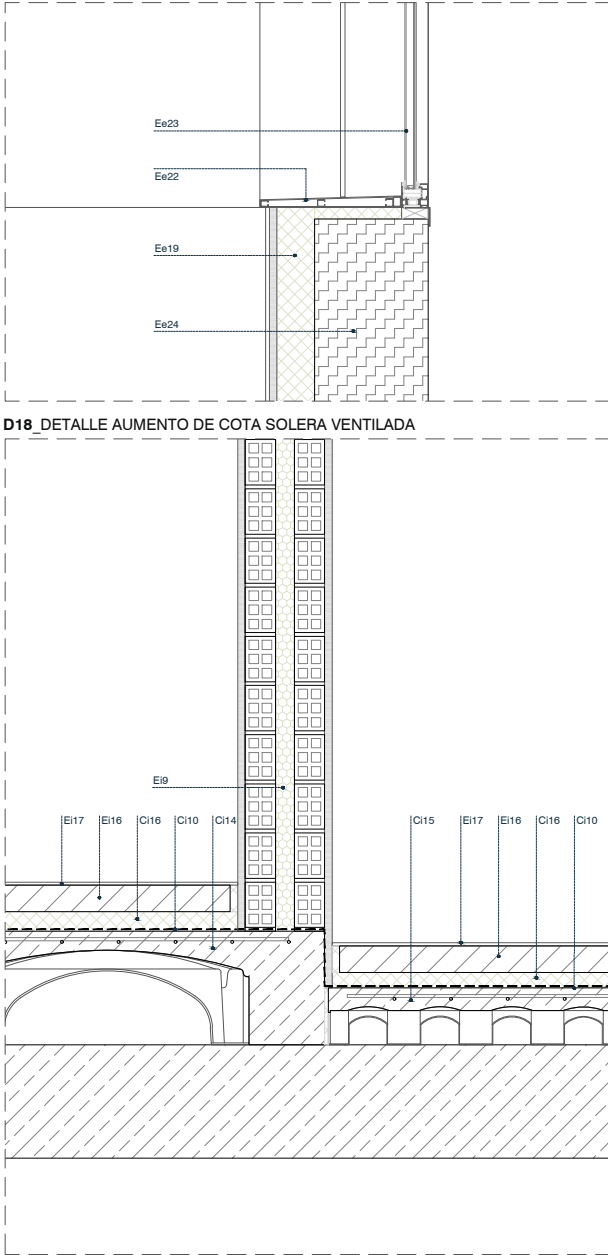 Ee23
Ee22
Ee19
Ee24
D18_DETALLE AUMENTO DE COTA SOLERA VENTILADA
Ei9
Ei17 Ei16 Ci16 Ci10 Ci14
Ci15 Ei17 Ei16 Ci16 Ci10